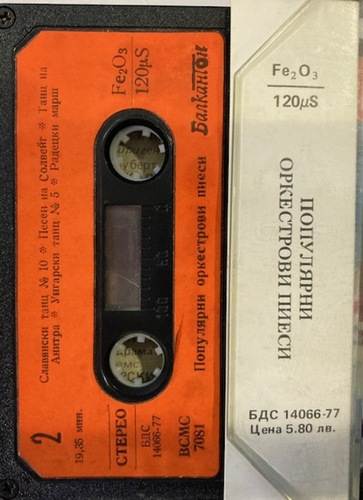 2
19,35 мин.
Славянски танц № 10 ※ Песен на Солвейг ※ Танц на
Анитра ※ Унгарски танц № 5 ※ Радецки марш
Fe₂O₃
120µS
СТЕРЕО
БДС
14066-77
Балкантон
Популярни оркестрови пиеси
ВСМС
7081
Fe₂O₃
120µS
ПОПУЛЯРНИ
ОРКЕСТРОВИ ПИЕСИ
БДС 14066-77
Цена 5.80 лв.